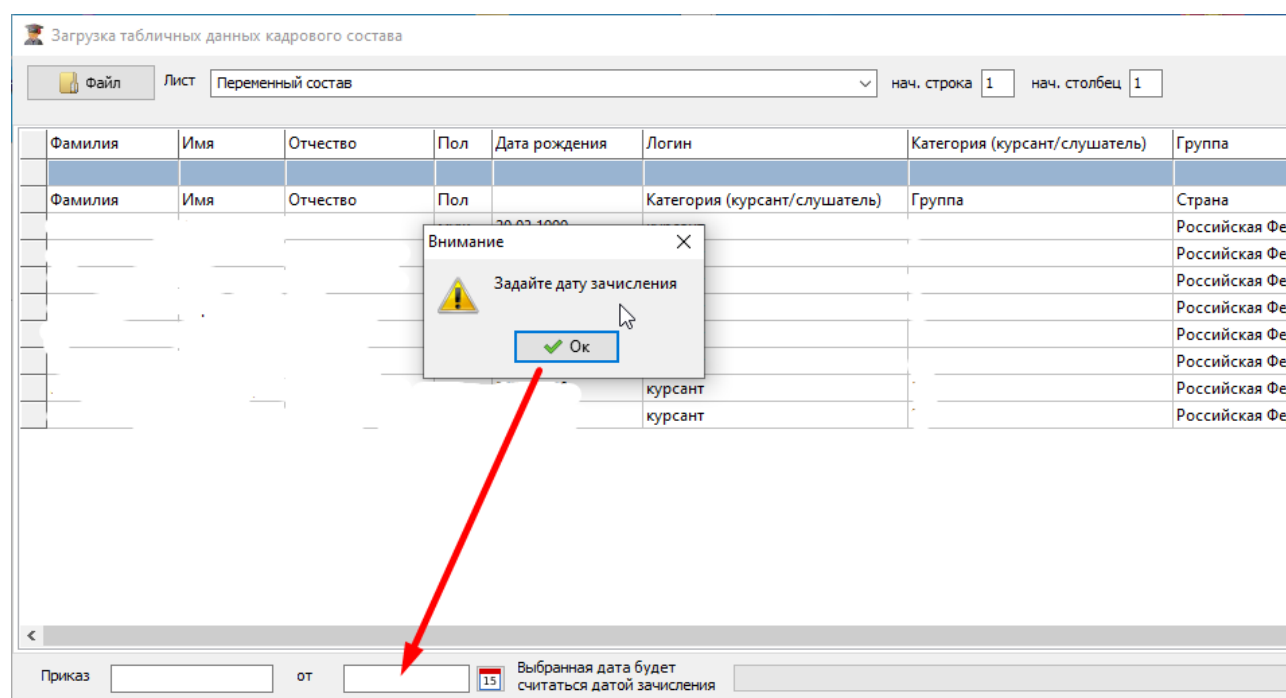 Загрузка табличных данных кадрового состава
Файл Лист Переменный состав нач. строка 1 нач. столбец 1
Фамилия Имя Отчество Пол Дата рождения Логин Категория (курсант/слушатель) Группа
Фамилия Имя Отчество Пол Категория (курсант/слушатель) Группа Страна
Российская Фе
Внимание
Российская Фе
Задайте дату зачисления
Российская Фе
Российская Фе
Ок
Российская Фе
Российская Фе
курсант Российская Фе
курсант Российская Фе
Приказ от 15 Выбранная дата будет
считаться датой зачисления